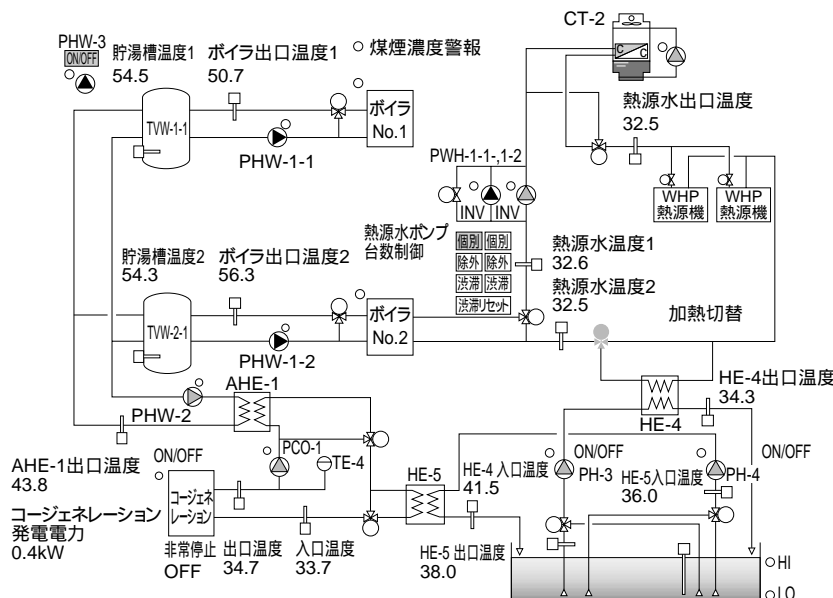 CT-2
PHW-3
ON/OFF
貯湯槽温度1
54.5
ボイラ出口温度1
50.7
煤煙濃度警報
C
C
熱源水出口温度
32.5
TVW-1-1
ボイラ
No.1
PHW-1-1
PWH-1-1-,1-2
INV
INV
WHP
熱源機
WHP
熱源機
熱源水ポンプ
台数制御
個別
個別
除外
除外
渋滞
渋滞
渋滞リセット
熱源水温度1
32.6
熱源水温度2
32.5
貯湯槽温度2
54.3
ボイラ出口温度2
56.3
TVW-2-1
ボイラ
No.2
PHW-1-2
加熱切替
AHE-1
PHW-2
HE-4出口温度
34.3
HE-4
AHE-1出口温度
43.8
ON/OFF
PCO-1
TE-4
HE-5
HE-4 入口温度
41.5
ON/OFF
PH-3
HE-5入口温度
36.0
PH-4
ON/OFF
コージェネレーション
発電電力
0.4kW
コージェネ
レーション
非常停止
OFF
出口温度
34.7
入口温度
33.7
HE-5 出口温度
38.0
HI
LO